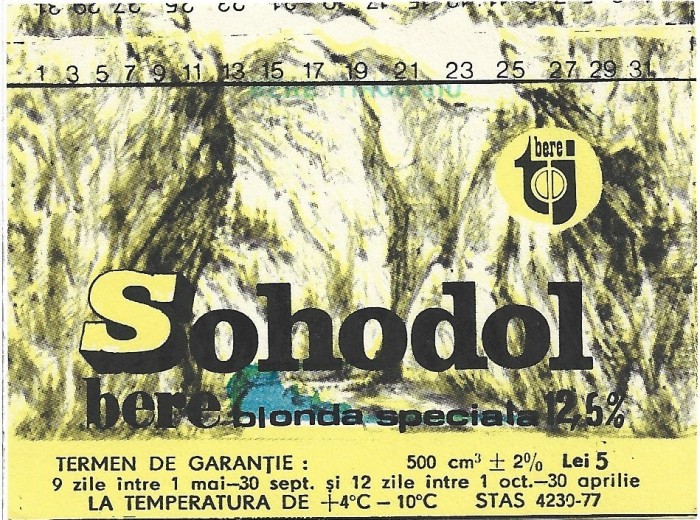 1 3 5 7 9 11 13 15 17 19 21 23 25 27 29 31
bere
tj
Sohodol
bere blonda speciala 12,5%
TERMEN DE GARANȚIE : 500 cm³ ± 2% Lei 5
9 zile între 1 mai–30 sept. și 12 zile între 1 oct.–30 aprilie
LA TEMPERATURA DE +4°C – 10°C STAS 4230-77